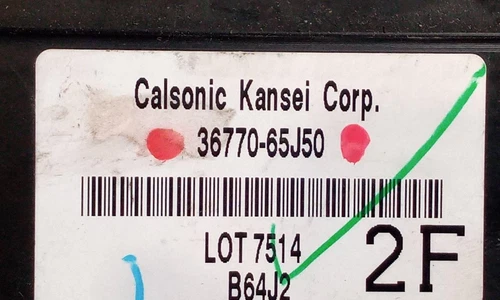 Calsonic Kansei Corp.
36770-65J50
LOT 7514
2F
B64J2